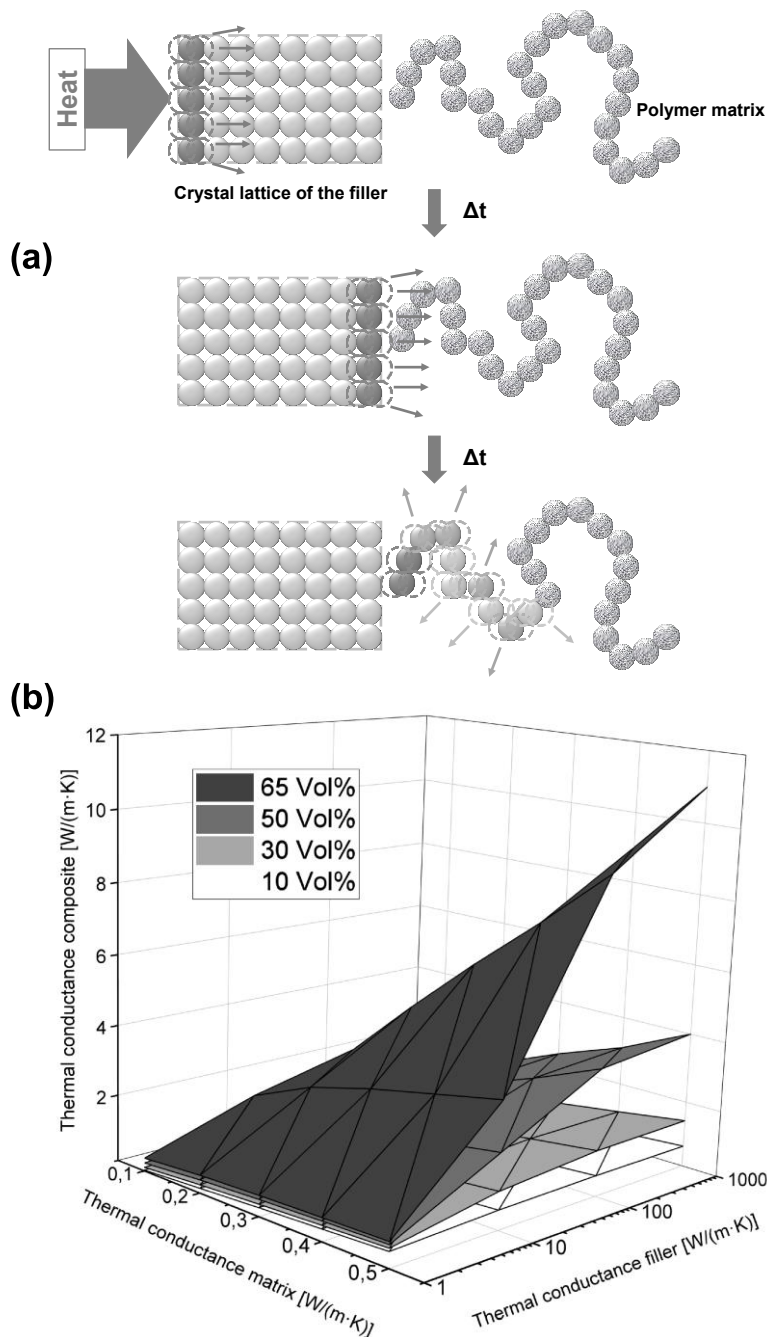 Heat
Polymer matrix
Crystal lattice of the filler
Δt
(a)
Δt
(b)
Thermal conductance composite [W/(m·K)]
12
10
8
6
4
2
65 Vol%
50 Vol%
30 Vol%
10 Vol%
0,1
0,2
0,3
0,4
0,5
Thermal conductance matrix [W/(m·K)]
1
10
100
1000
Thermal conductance filler [W/(m·K)]